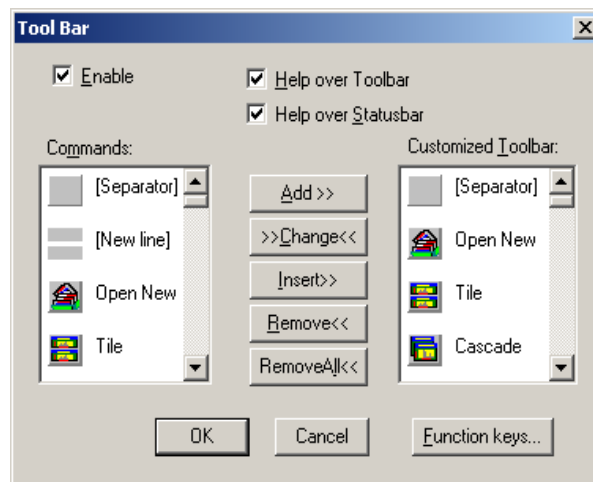 Tool Bar
Enable
Help over Toolbar
Help over Statusbar
Commands:
Customized Toolbar:
[Separator]
[New line]
Open New
Tile
Add >>
>>Change<<
Insert>>
Remove<<
RemoveAll<<
[Separator]
Open New
Tile
Cascade
OK
Cancel
Function keys...